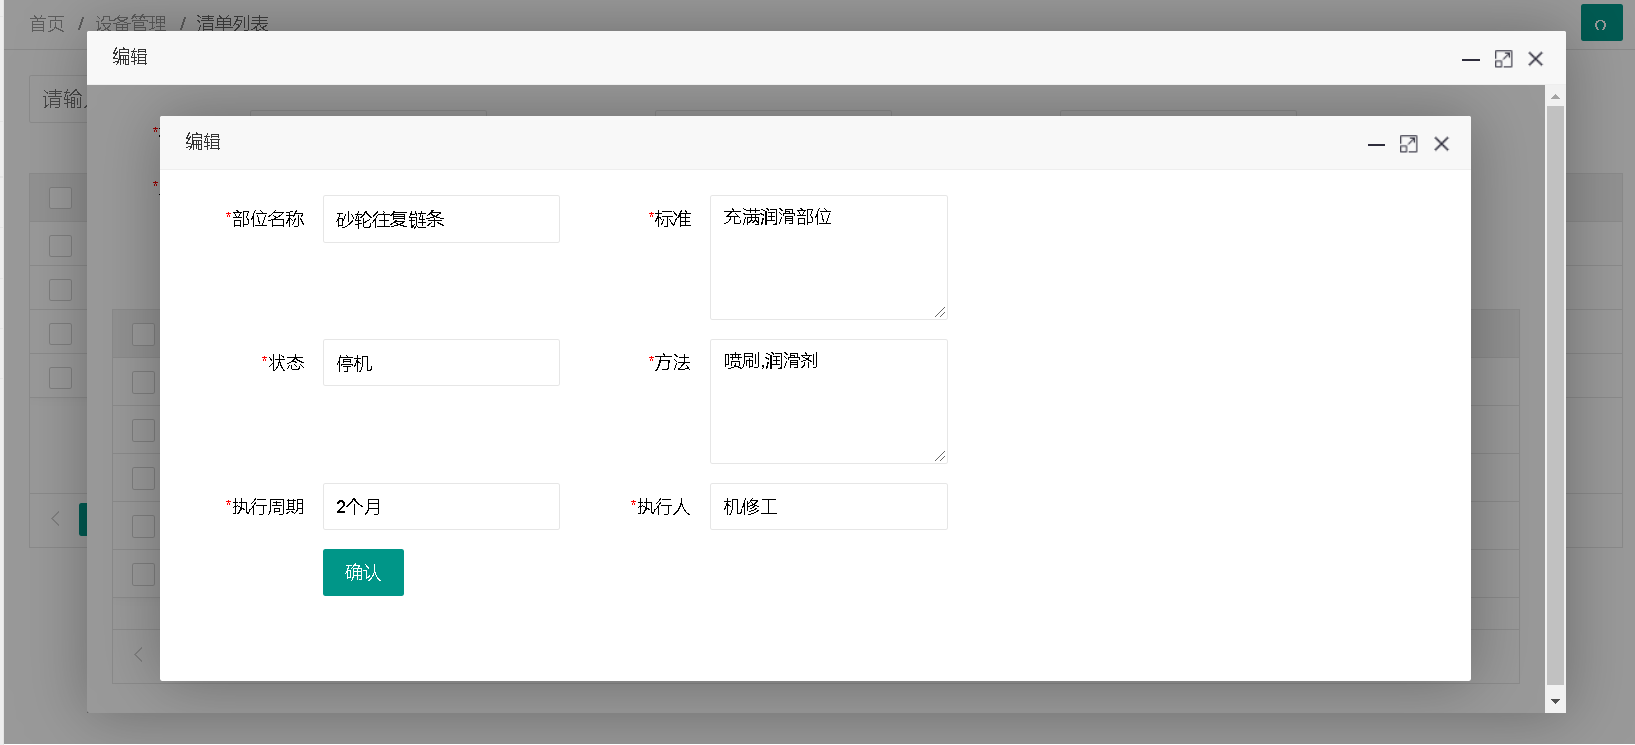 首页 / 设备管理 / 清单列表
编辑
请输
编辑
*部位名称 砂轮往复链条 *标准 充满润滑部位
*状态 停机 *方法 喷刷,润滑剂
*执行周期 2个月 *执行人 机修工
确认